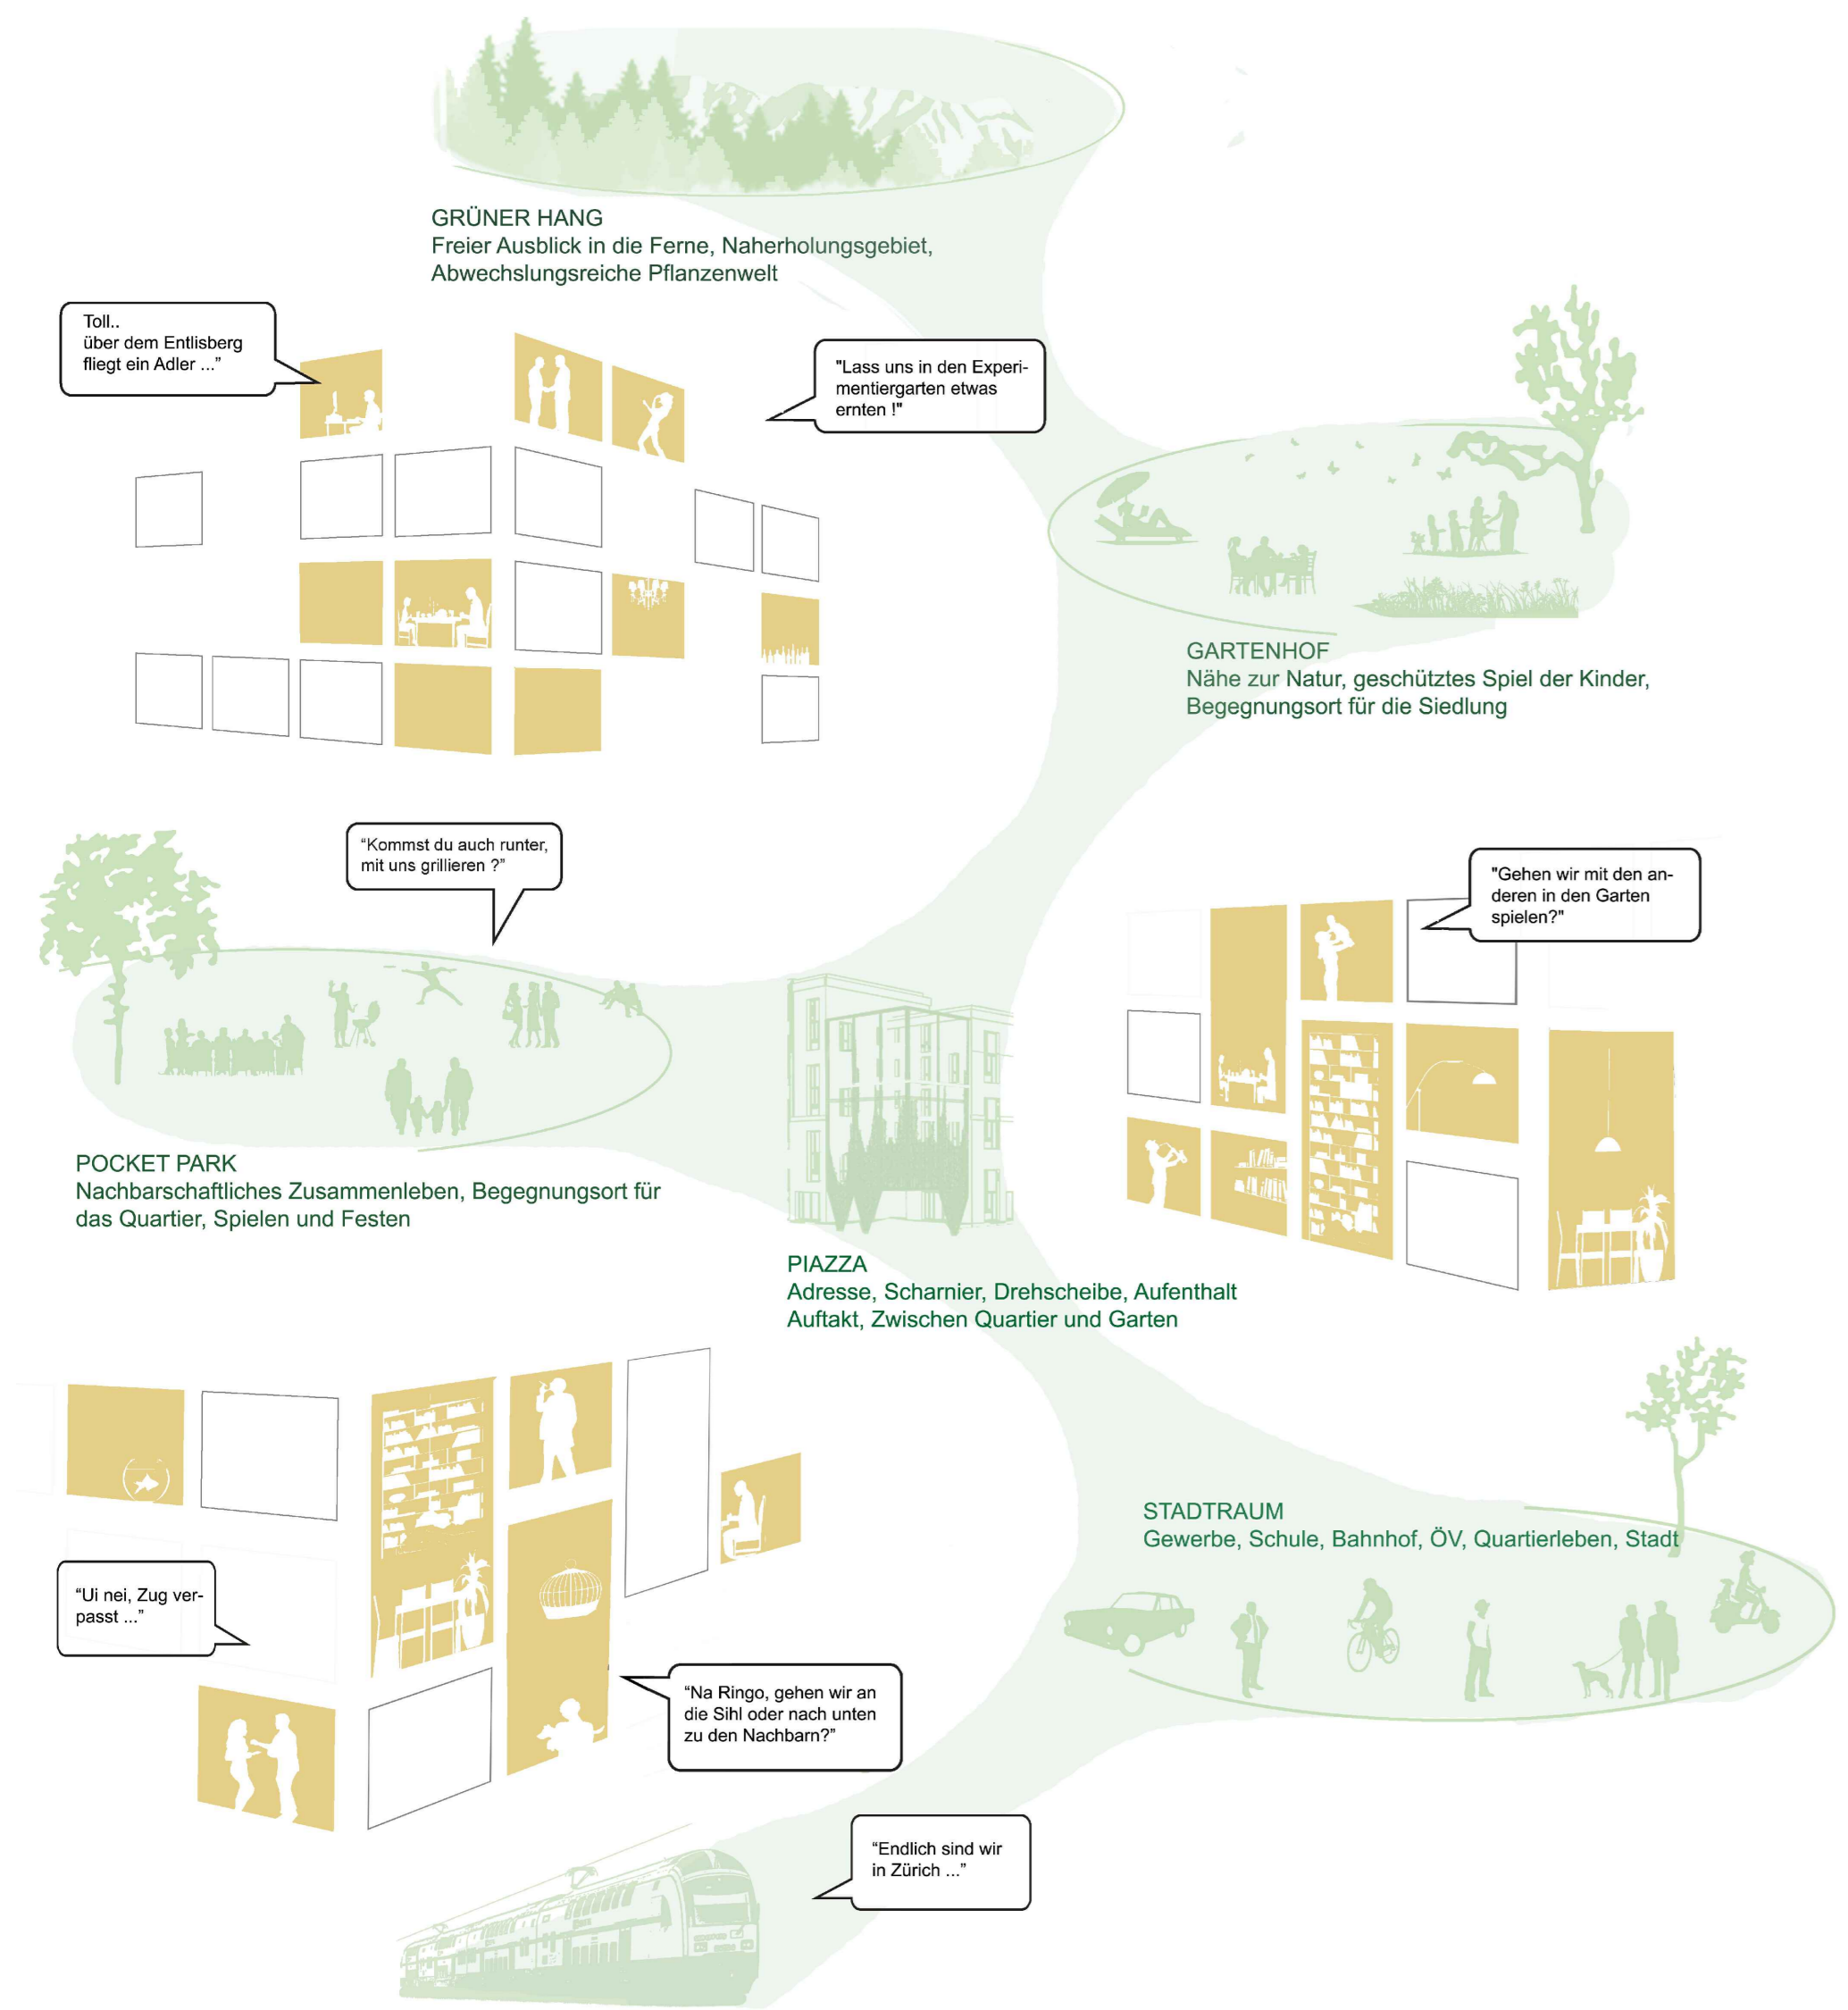 GRÜNER HANG
Freier Ausblick in die Ferne, Naherholungsgebiet,
Abwechslungsreiche Pflanzenwelt
Toll..
über dem Entlisberg
fliegt ein Adler ...”
"Lass uns in den Experi-
mentiergarten etwas
ernten !"
GARTENHOF
Nähe zur Natur, geschütztes Spiel der Kinder,
Begegnungsort für die Siedlung
“Kommst du auch runter,
mit uns grillieren ?”
"Gehen wir mit den an-
deren in den Garten
spielen?"
POCKET PARK
Nachbarschaftliches Zusammenleben, Begegnungsort für
das Quartier, Spielen und Festen
PIAZZA
Adresse, Scharnier, Drehscheibe, Aufenthalt
Auftakt, Zwischen Quartier und Garten
STADTRAUM
Gewerbe, Schule, Bahnhof, ÖV, Quartierleben, Stadt
“Ui nei, Zug ver-
passt ...”
“Na Ringo, gehen wir an
die Sihl oder nach unten
zu den Nachbarn?”
“Endlich sind wir
in Zürich ...”